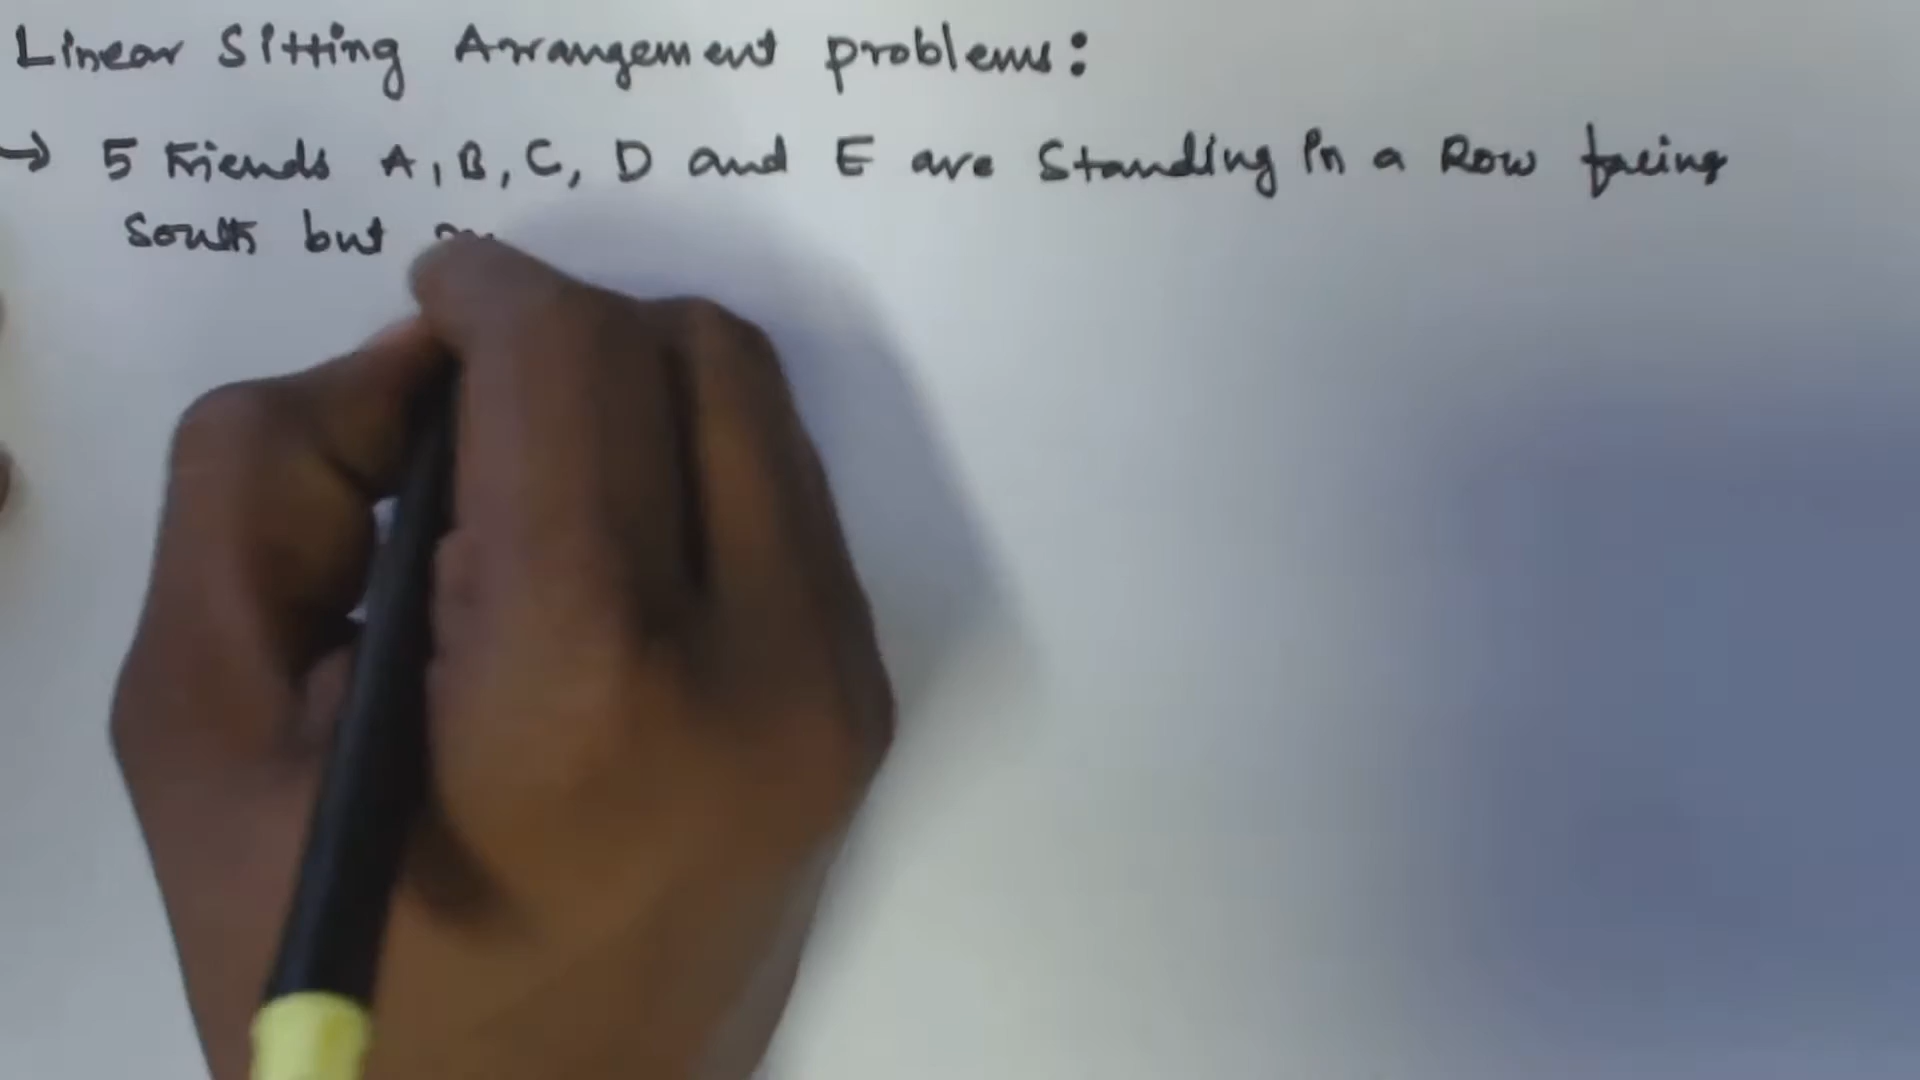 Linear Sitting Arrangement problems:
→ 5 Friends A, B, C, D and E are Standing in a Row facing
South but